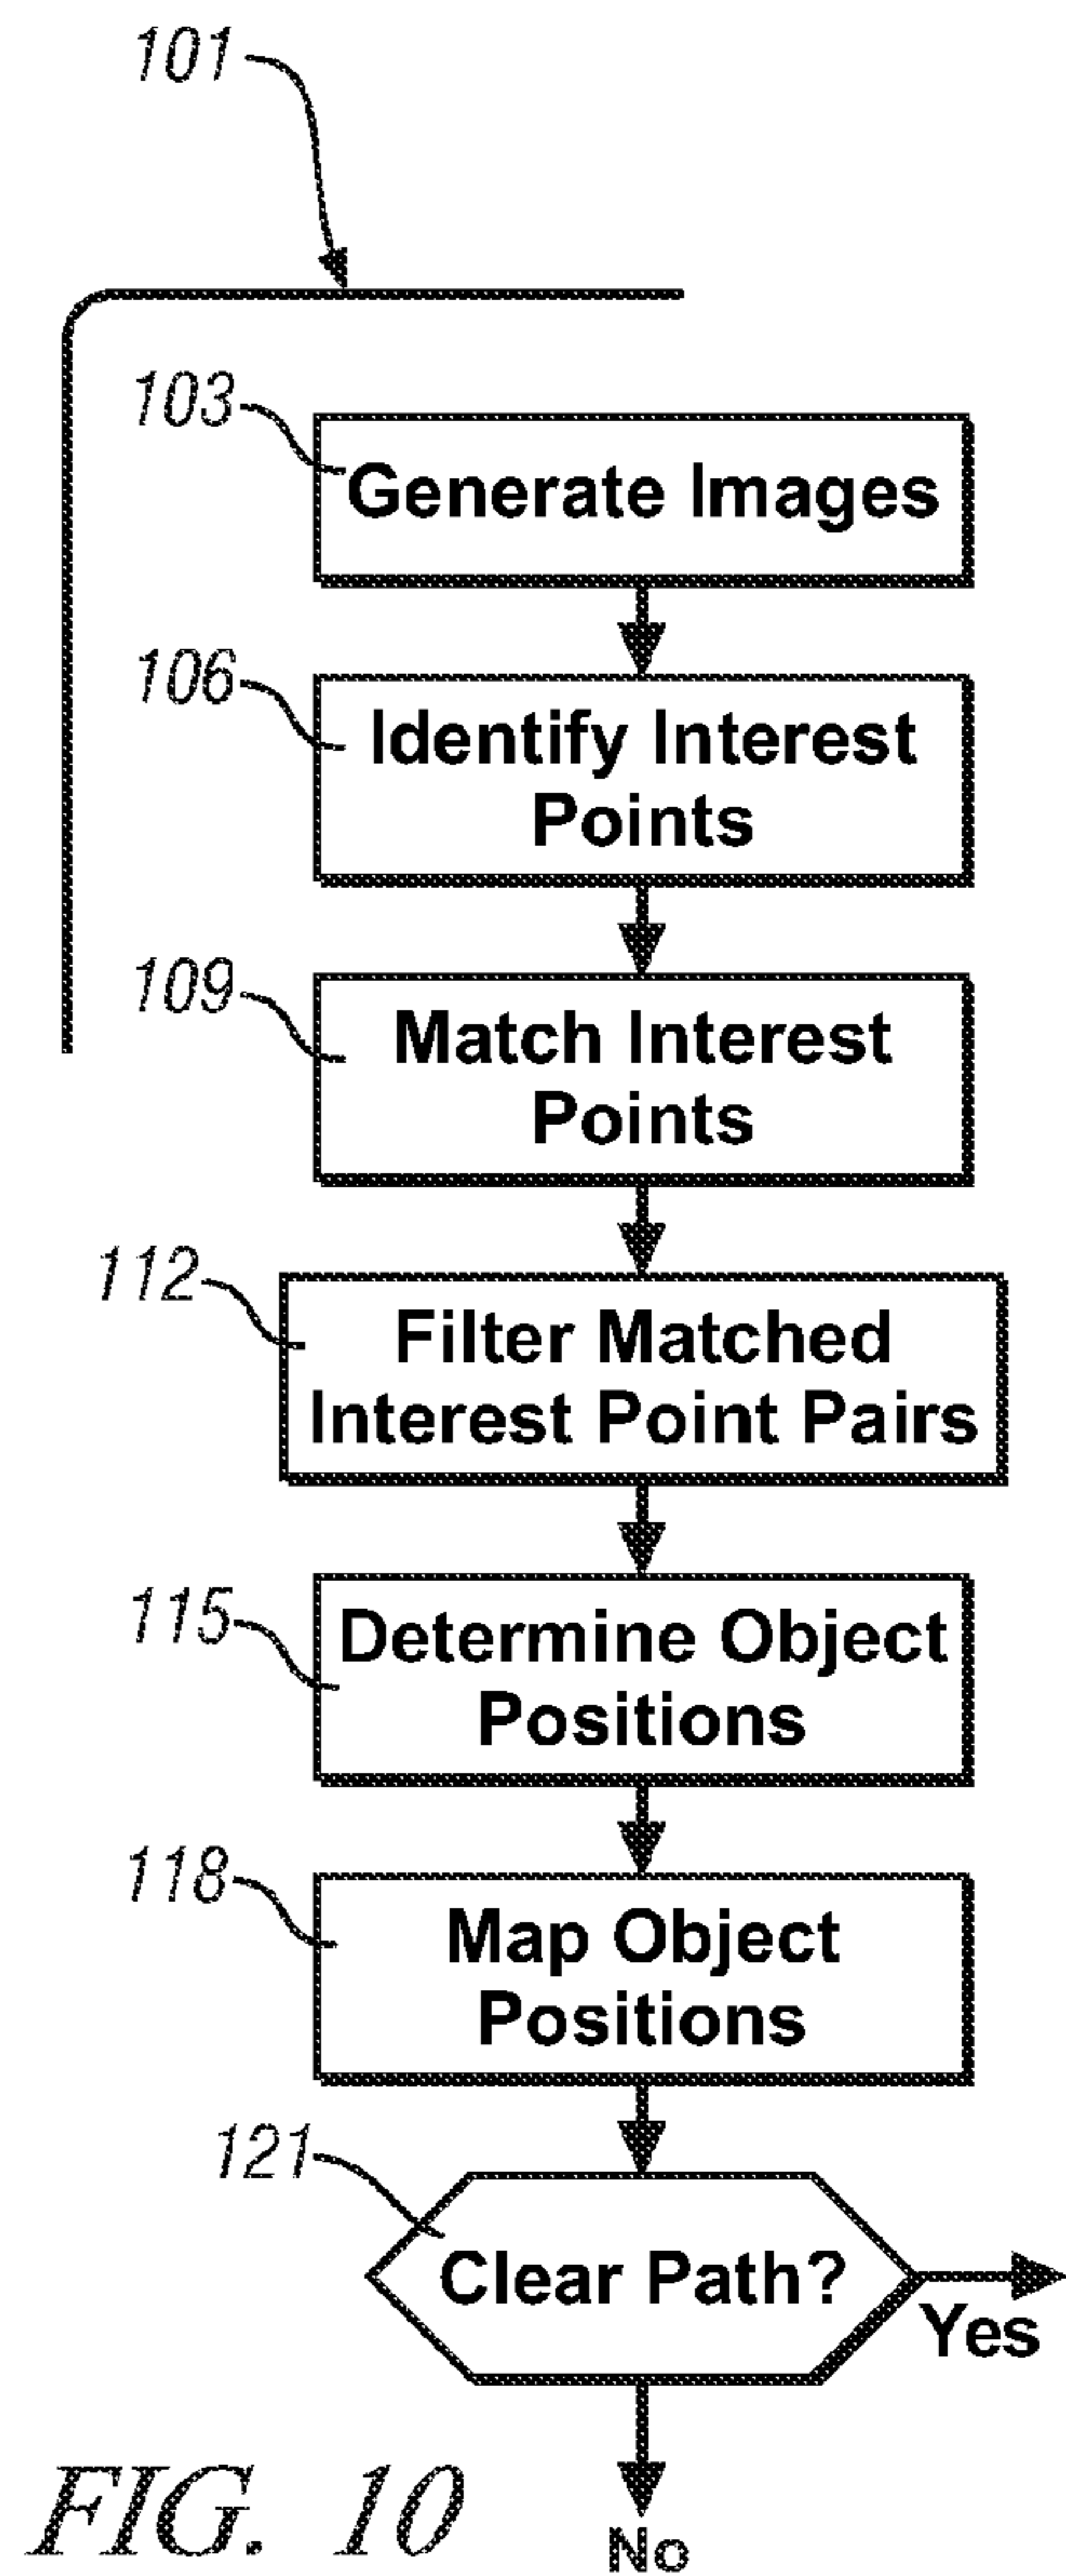 101
103
Generate Images
106
Identify Interest
Points
109
Match Interest
Points
112
Filter Matched
Interest Point Pairs
115
Determine Object
Positions
118
Map Object
Positions
121
Clear Path?
Yes
No
FIG. 10